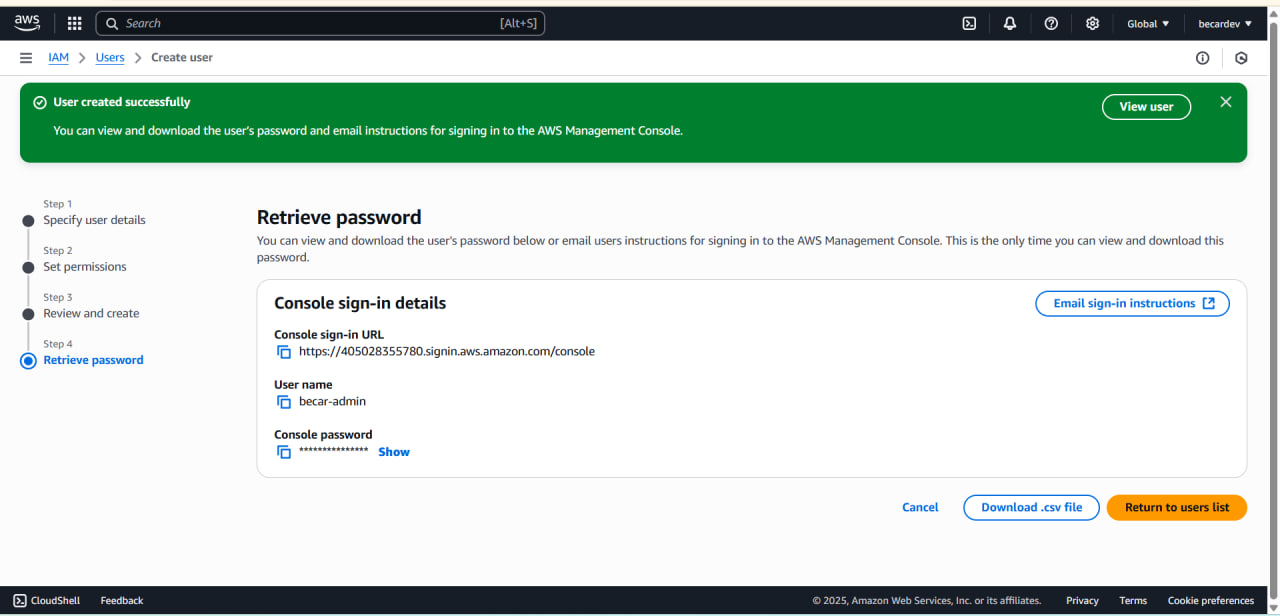 aws
Search
[Alt+S]
Global
becardev
IAM
Users
Create user
User created successfully
You can view and download the user's password and email instructions for signing in to the AWS Management Console.
View user
Step 1
Specify user details
Step 2
Set permissions
Step 3
Review and create
Step 4
Retrieve password
Retrieve password
You can view and download the user's password below or email users instructions for signing in to the AWS Management Console. This is the only time you can view and download this
password.
Console sign-in details
Email sign-in instructions
Console sign-in URL
https://405028355780.signin.aws.amazon.com/console
User name
becar-admin
Console password
*************** Show
Cancel
Download .csv file
Return to users list
CloudShell
Feedback
© 2025, Amazon Web Services, Inc. or its affiliates.
Privacy
Terms
Cookie preferences